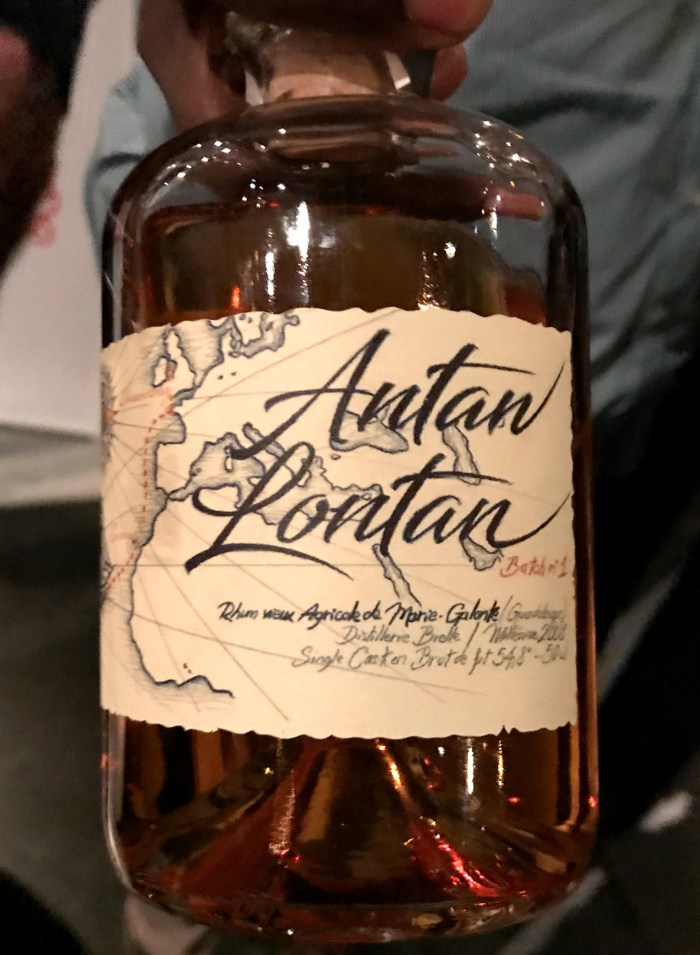 Antan
Lontan
Batch n°1
Rhum vieux Agricole de Marie-Galante / (Guadeloupe)
Distillerie Bielle / Millésime 2008
Single Cask en Brut de fût 54,8° - 50cl